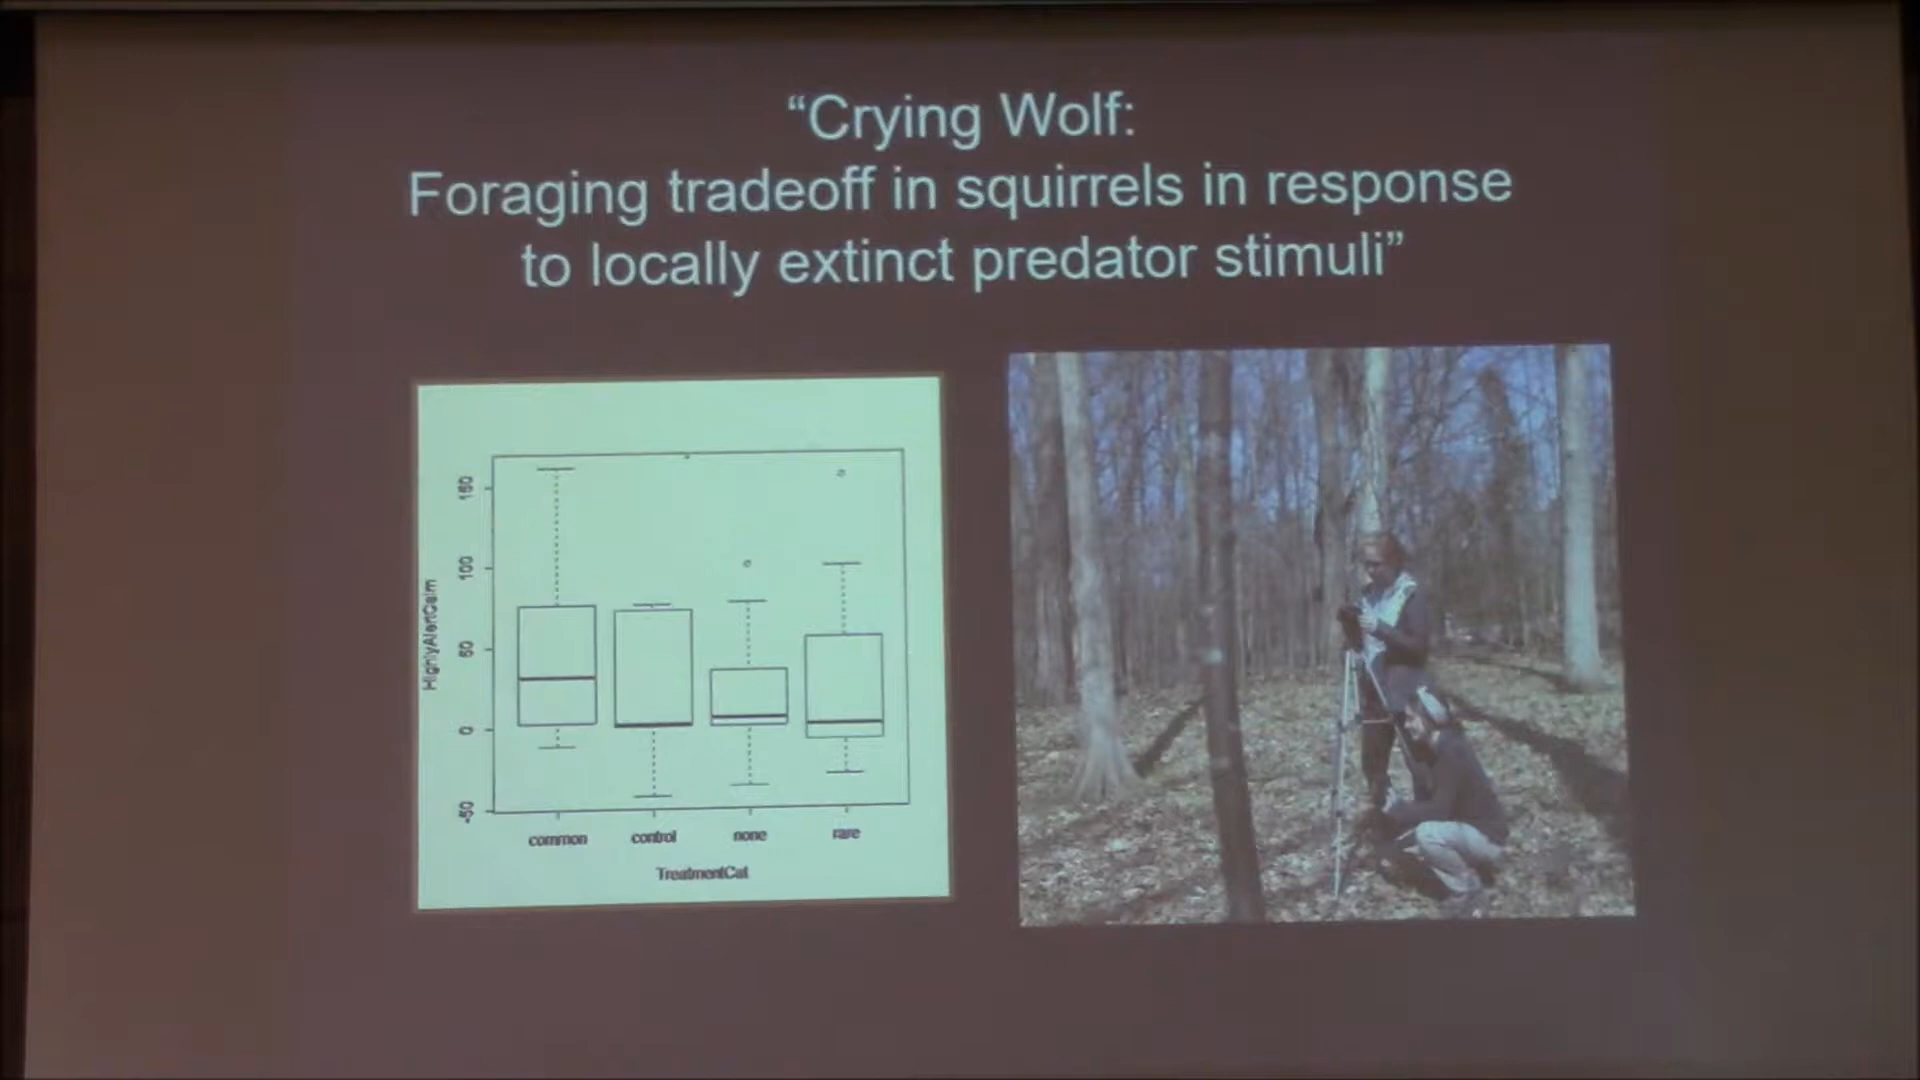 “Crying Wolf:
Foraging tradeoff in squirrels in response
to locally extinct predator stimuli”
HighlyAlertCalm
150
100
50
0
-50
common control none rare
TreatmentCat